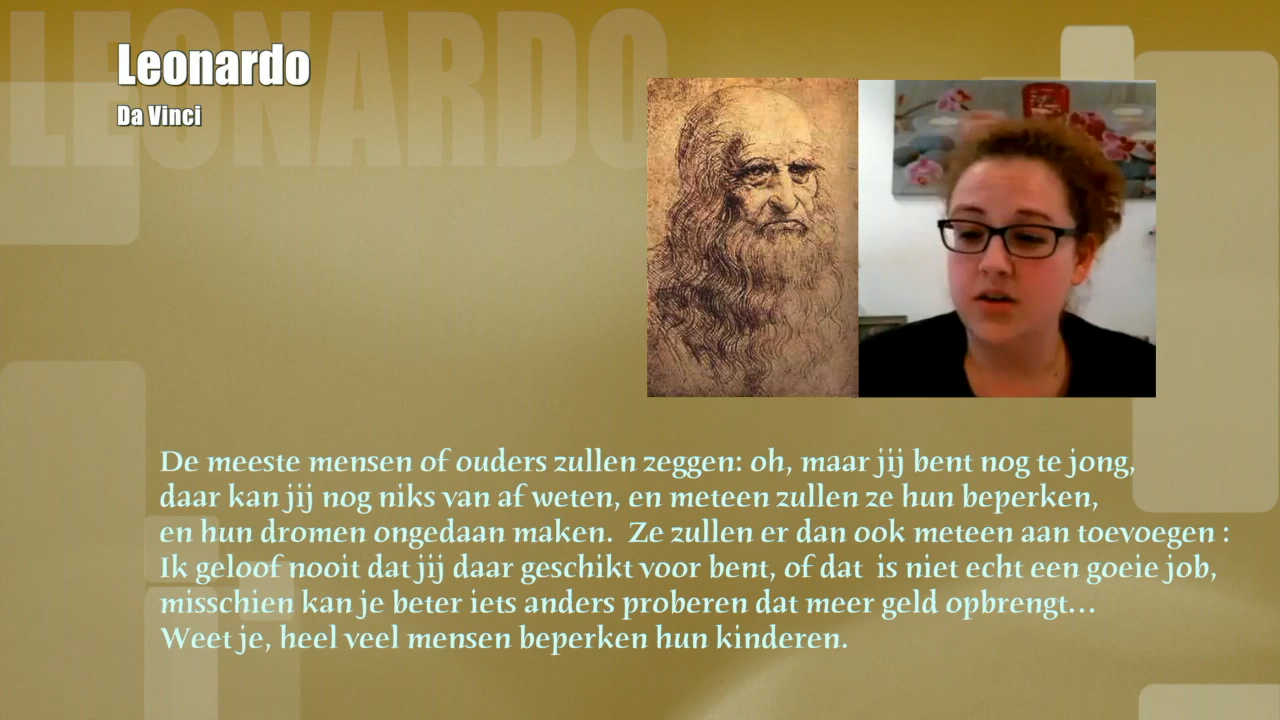 LEONARDO
Leonardo
Da Vinci
De meeste mensen of ouders zullen zeggen: oh, maar jij bent nog te jong,
daar kan jij nog niks van af weten, en meteen zullen ze hun beperken,
en hun dromen ongedaan maken. Ze zullen er dan ook meteen aan toevoegen :
Ik geloof nooit dat jij daar geschikt voor bent, of dat is niet echt een goeie job,
misschien kan je beter iets anders proberen dat meer geld opbrengt...
Weet je, heel veel mensen beperken hun kinderen.